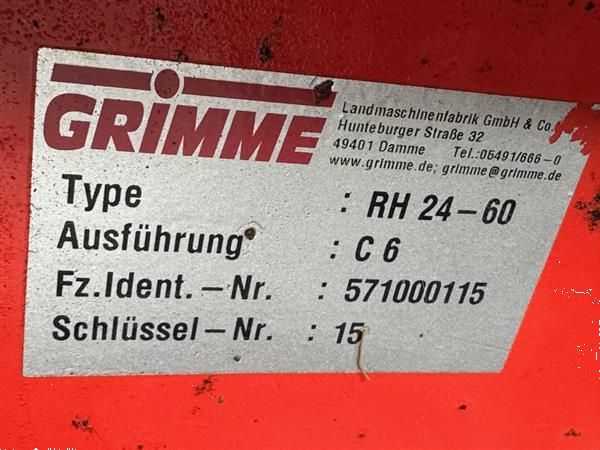 GRIMME
Landmaschinenfabrik GmbH & Co.
Hunteburger Straße 32
49401 Damme Tel.:05491/666-0
www.grimme.de; grimme@grimme.de
Type : RH 24-60
Ausführung : C 6
Fz.Ident.-Nr. : 571000115
Schlüssel-Nr. : 15